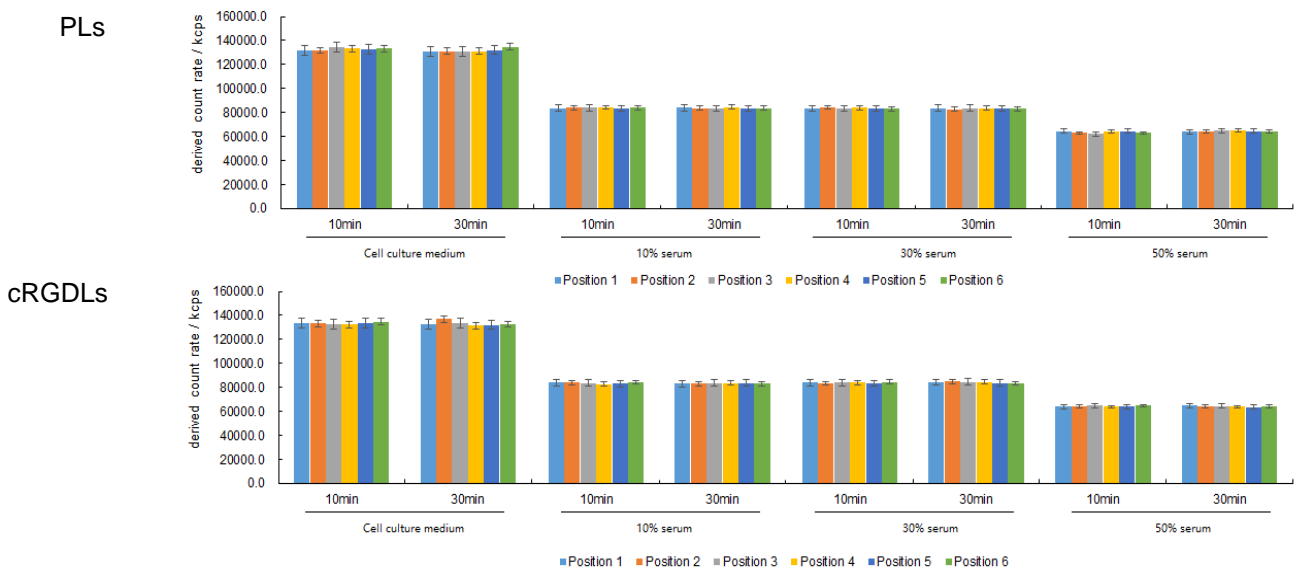 PLs
derived count rate / kcps
160000.0
140000.0
120000.0
100000.0
80000.0
60000.0
40000.0
20000.0
0.0
10min 30min 10min 30min 10min 30min 10min 30min
Cell culture medium 10% serum 30% serum 50% serum
Position 1 Position 2 Position 3 Position 4 Position 5 Position 6
cRGDLs
derived count rate / kcps
160000.0
140000.0
120000.0
100000.0
80000.0
60000.0
40000.0
20000.0
0.0
10min 30min 10min 30min 10min 30min 10min 30min
Cell culture medium 10% serum 30% serum 50% serum
Position 1 Position 2 Position 3 Position 4 Position 5 Position 6